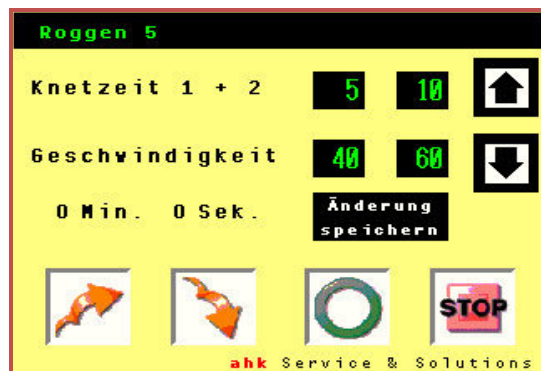 Roggen 5
Knetzeit 1 + 2 5 10
Geschwindigkeit 40 60
0 Min. 0 Sek. Änderung
speichern
STOP
ahk Service & Solutions